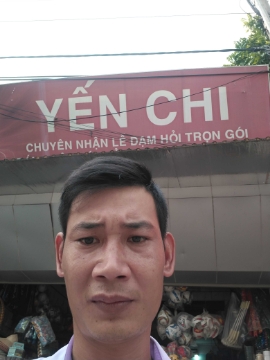 YẾN CHI
CHUYÊN NHẬN LỄ DẠM HỎI TRỌN GÓI